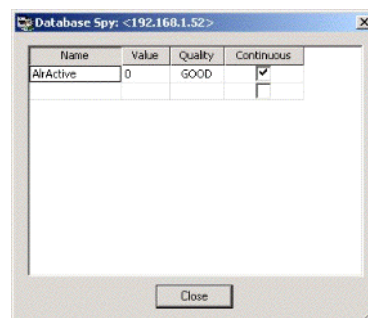 Database Spy: <192.168.1.52>
Name Value Quality Continuous
AlrActive 0 GOOD
Close